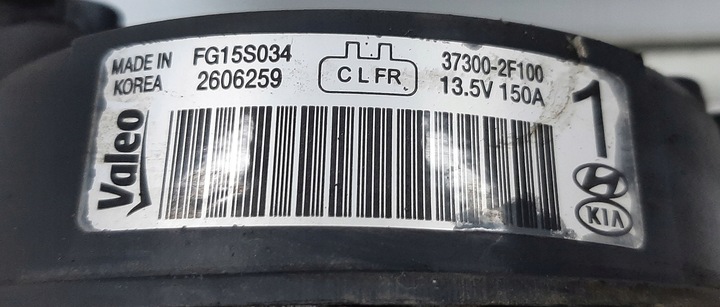 MADE IN
KOREA
FG15S034
2606259
C L FR
37300-2F100
13.5V 150A
1
Valeo
KIA